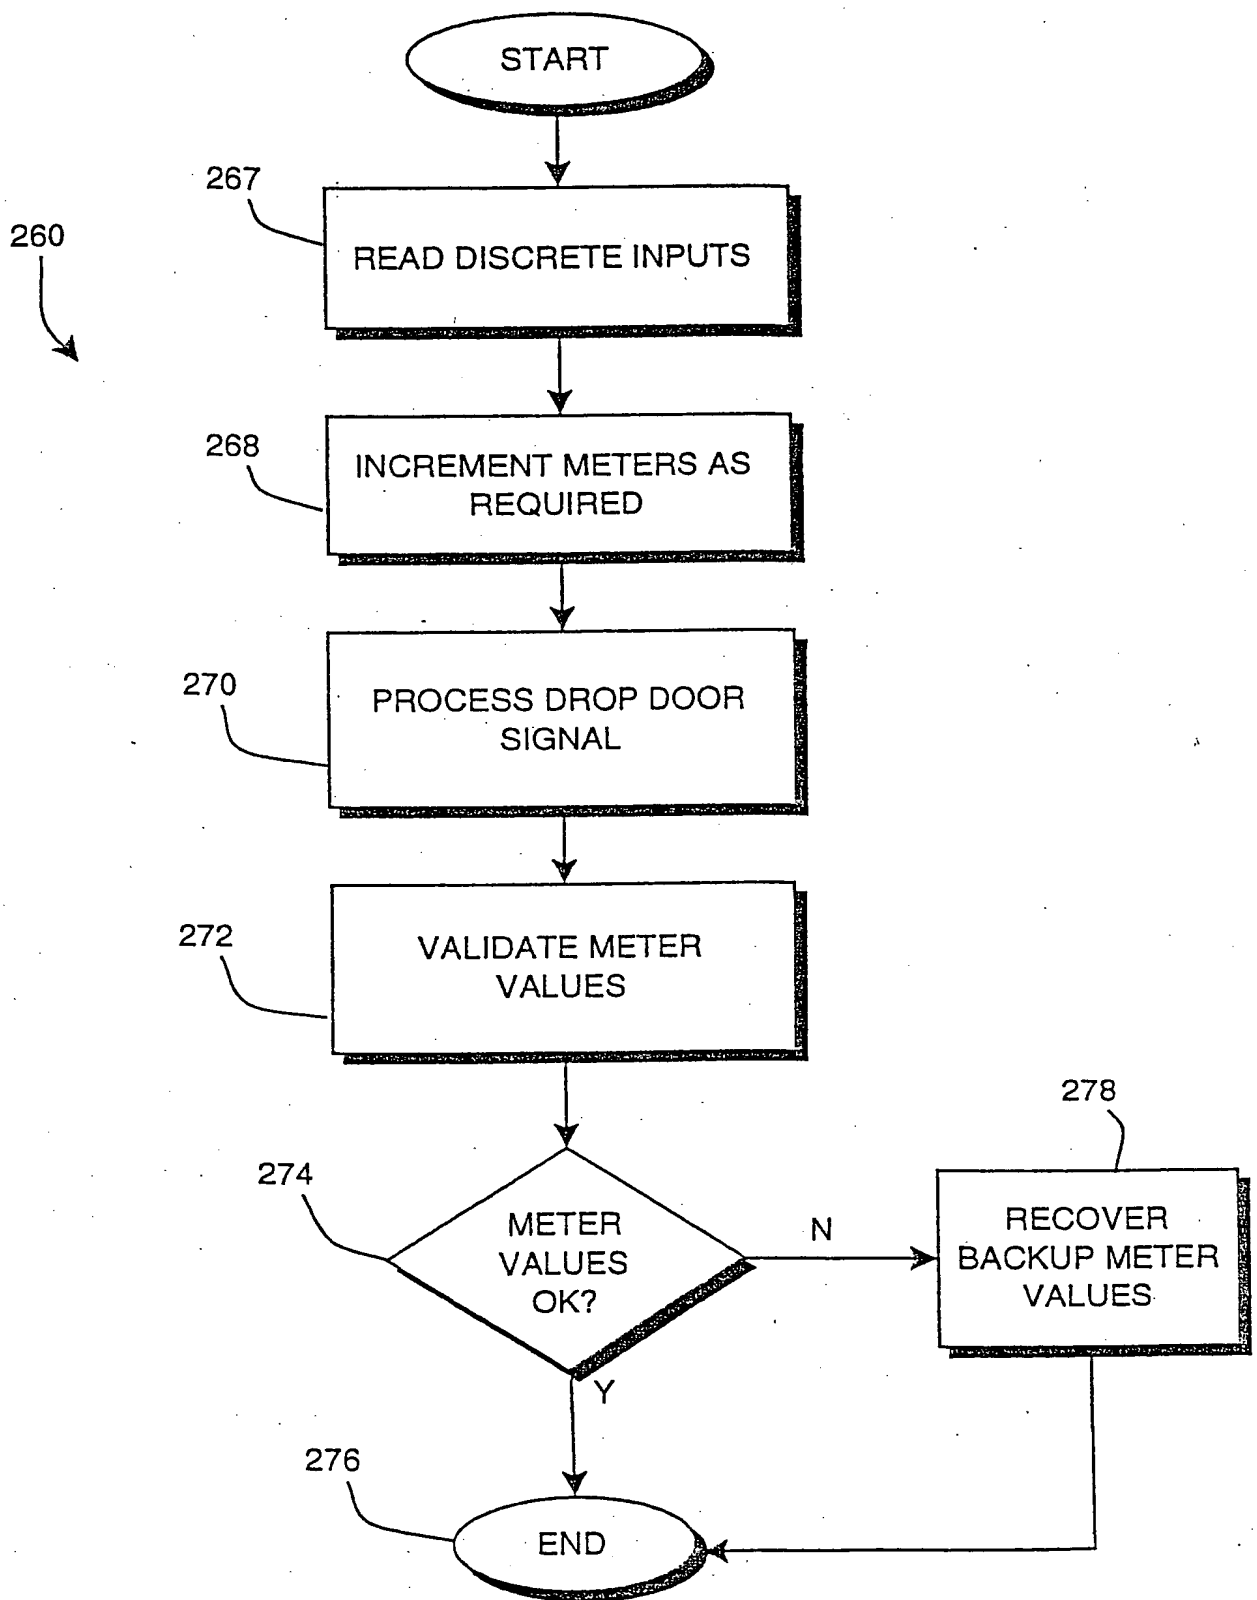 START
267
260
READ DISCRETE INPUTS
268
INCREMENT METERS AS
REQUIRED
270
PROCESS DROP DOOR
SIGNAL
272
VALIDATE METER
VALUES
278
274
METER
VALUES
OK?
N
RECOVER
BACKUP METER
VALUES
Y
276
END